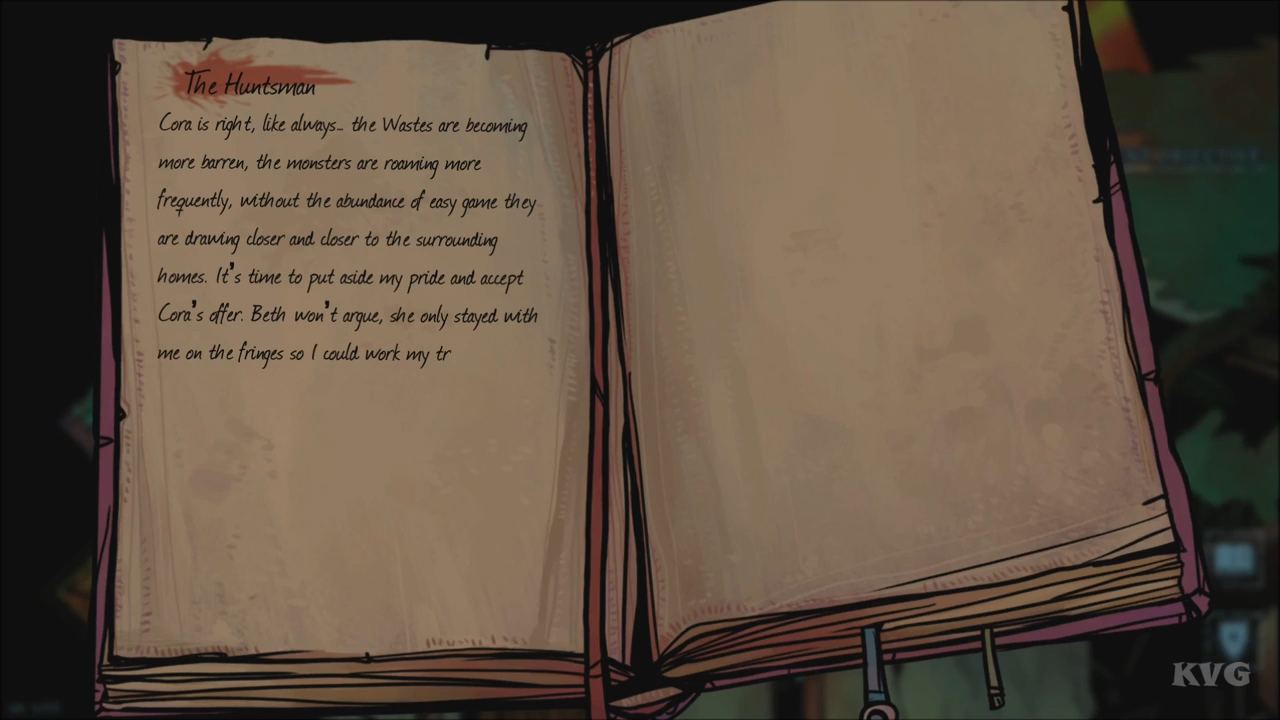 The Huntsman
Cora is right, like always... the Wastes are becoming
more barren, the monsters are roaming more
frequently, without the abundance of easy game they
are drawing closer and closer to the surrounding
homes. It's time to put aside my pride and accept
Cora's offer. Beth won't argue, she only stayed with
me on the fringes so I could work my tr
KVG